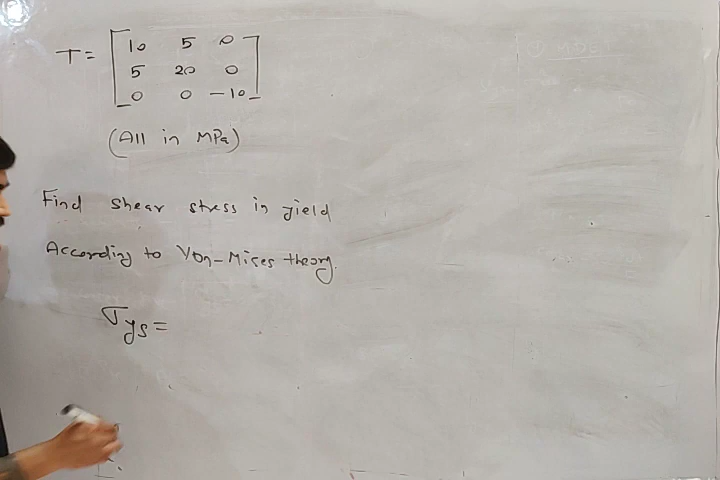 T = [ 10 5 0
5 20 0
0 0 -10 ]
(All in MPa)
Find shear stress in yield
According to Von-Mises theory.
σys =